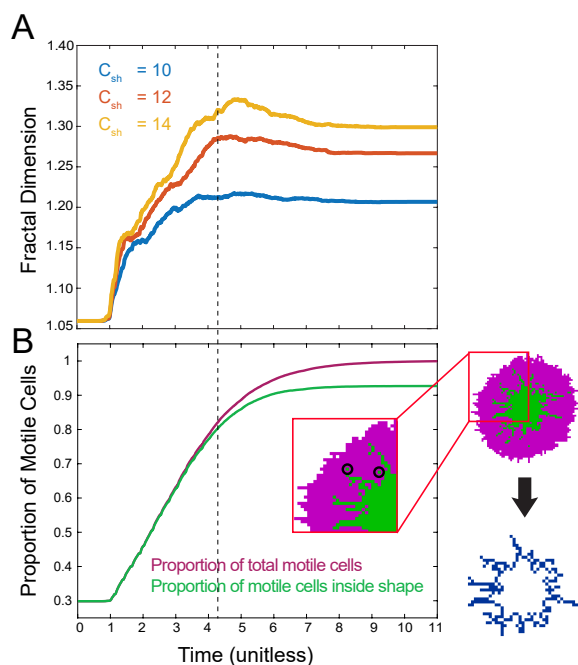 A
1.40
1.35
1.30
1.25
1.20
1.15
1.10
1.05
Fractal Dimension
C_sh = 10
C_sh = 12
C_sh = 14
B
1
0.9
0.8
0.7
0.6
0.5
0.4
0.3
Proportion of Motile Cells
Proportion of total motile cells
Proportion of motile cells inside shape
0 1 2 3 4 5 6 7 8 9 10 11
Time (unitless)